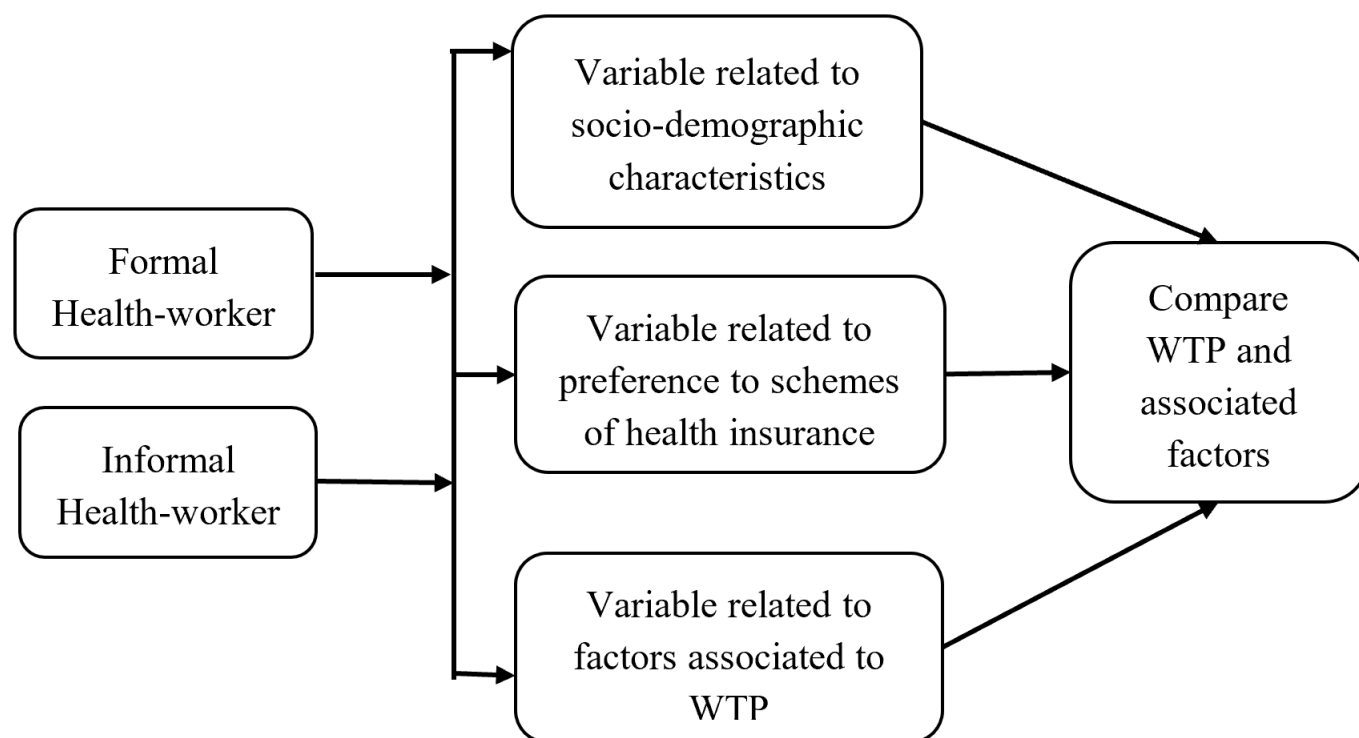 Formal
Health-worker
Informal
Health-worker
Variable related to
socio-demographic
characteristics
Variable related to
preference to schemes
of health insurance
Variable related to
factors associated to
WTP
Compare
WTP and
associated
factors